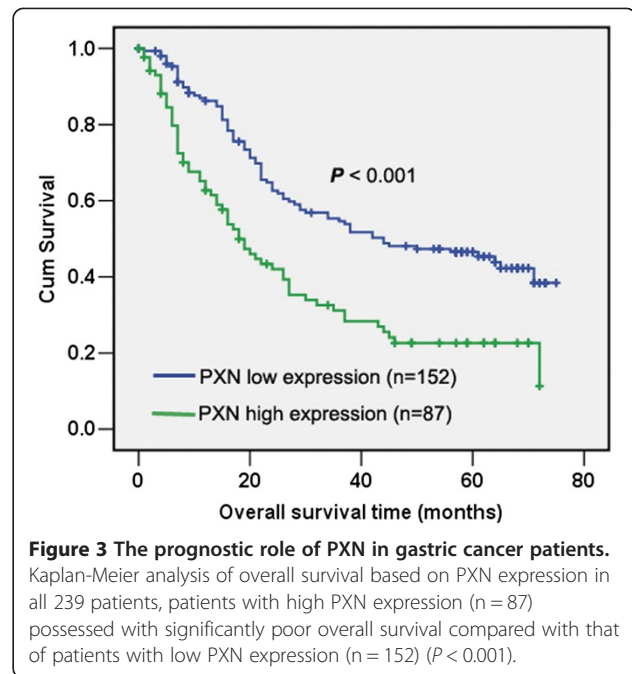 1.0
0.8
0.6
0.4
0.2
0.0
Cum Survival
P < 0.001
PXN low expression (n=152)
PXN high expression (n=87)
0 20 40 60 80
Overall survival time (months)
Figure 3 The prognostic role of PXN in gastric cancer patients.
Kaplan-Meier analysis of overall survival based on PXN expression in
all 239 patients, patients with high PXN expression (n = 87)
possessed with significantly poor overall survival compared with that
of patients with low PXN expression (n = 152) (P < 0.001).